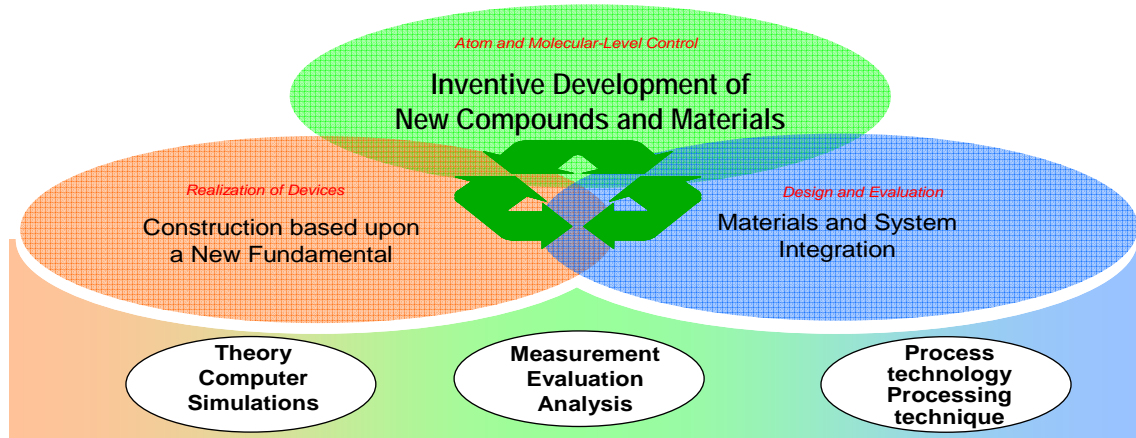 Atom and Molecular-Level Control
Inventive Development of
New Compounds and Materials
Realization of Devices
Construction based upon
a New Fundamental
Design and Evaluation
Materials and System
Integration
Theory
Computer
Simulations
Measurement
Evaluation
Analysis
Process
technology
Processing
technique